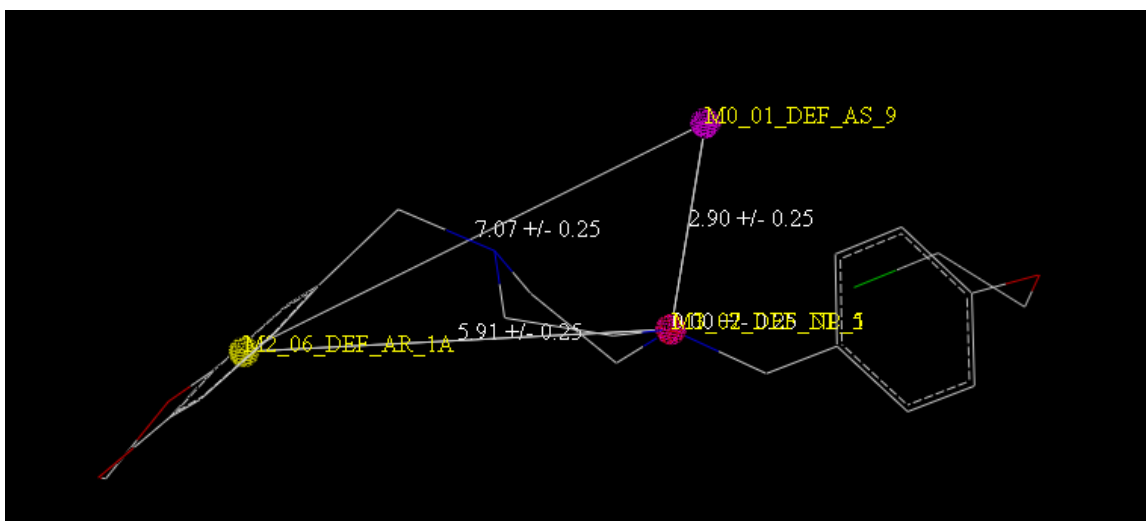 M0_01_DEF_AS_9
2.90 +/- 0.25
7.07 +/- 0.25
5.91 +/- 0.25
M2_06_DEF_AR_1A